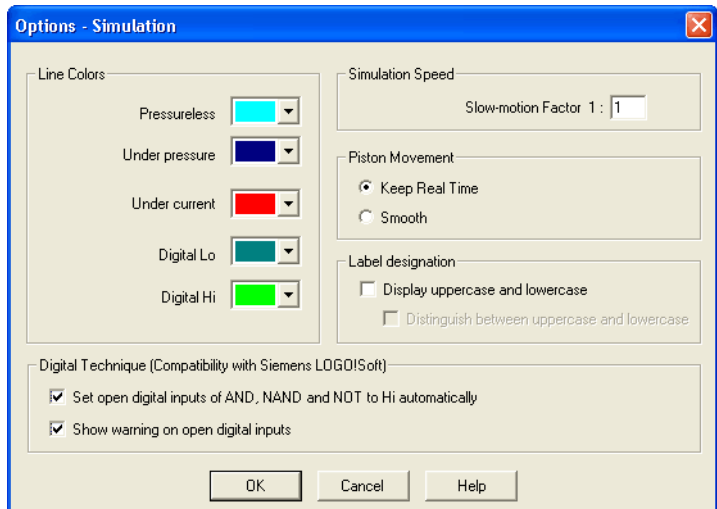 Options - Simulation
Line Colors
Pressureless
Under pressure
Under current
Digital Lo
Digital Hi
Simulation Speed
Slow-motion Factor 1 : 1
Piston Movement
Keep Real Time
Smooth
Label designation
Display uppercase and lowercase
Distinguish between uppercase and lowercase
Digital Technique (Compatibility with Siemens LOGO!Soft)
Set open digital inputs of AND, NAND and NOT to Hi automatically
Show warning on open digital inputs
OK Cancel Help